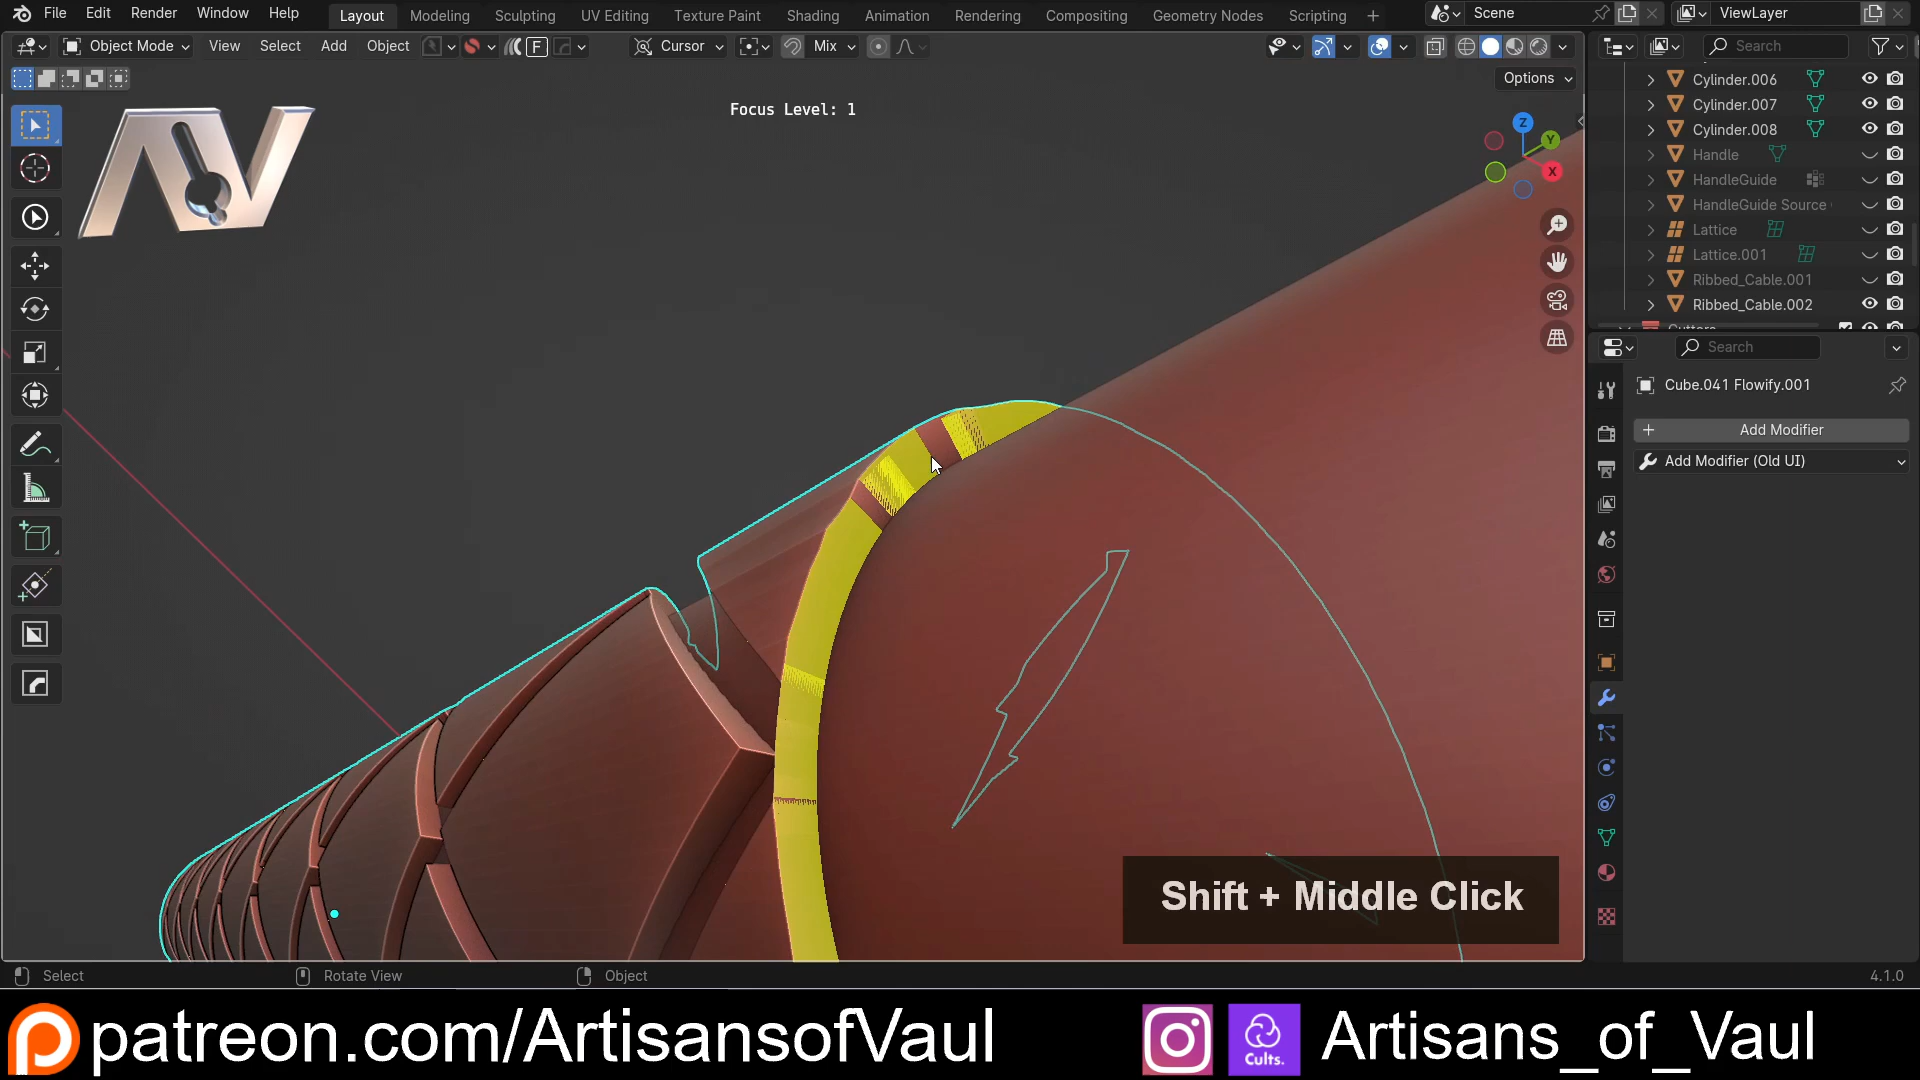 File Edit Render Window Help Layout Modeling Sculpting UV Editing Texture Paint Shading Animation Rendering Compositing Geometry Nodes Scripting + Scene ViewLayer
Object Mode View Select Add Object F Cursor Mix Search
Options
Focus Level: 1
Z
Y
X
Cylinder.006
Cylinder.007
Cylinder.008
Handle
HandleGuide
HandleGuide Source
Lattice
Lattice.001
Ribbed_Cable.001
Ribbed_Cable.002
Search
Cube.041 Flowify.001
+ Add Modifier
Add Modifier (Old UI)
Shift + Middle Click
Select Rotate View Object 4.1.0
patreon.com/ArtisansofVaul Cults. Artisans_of_Vaul